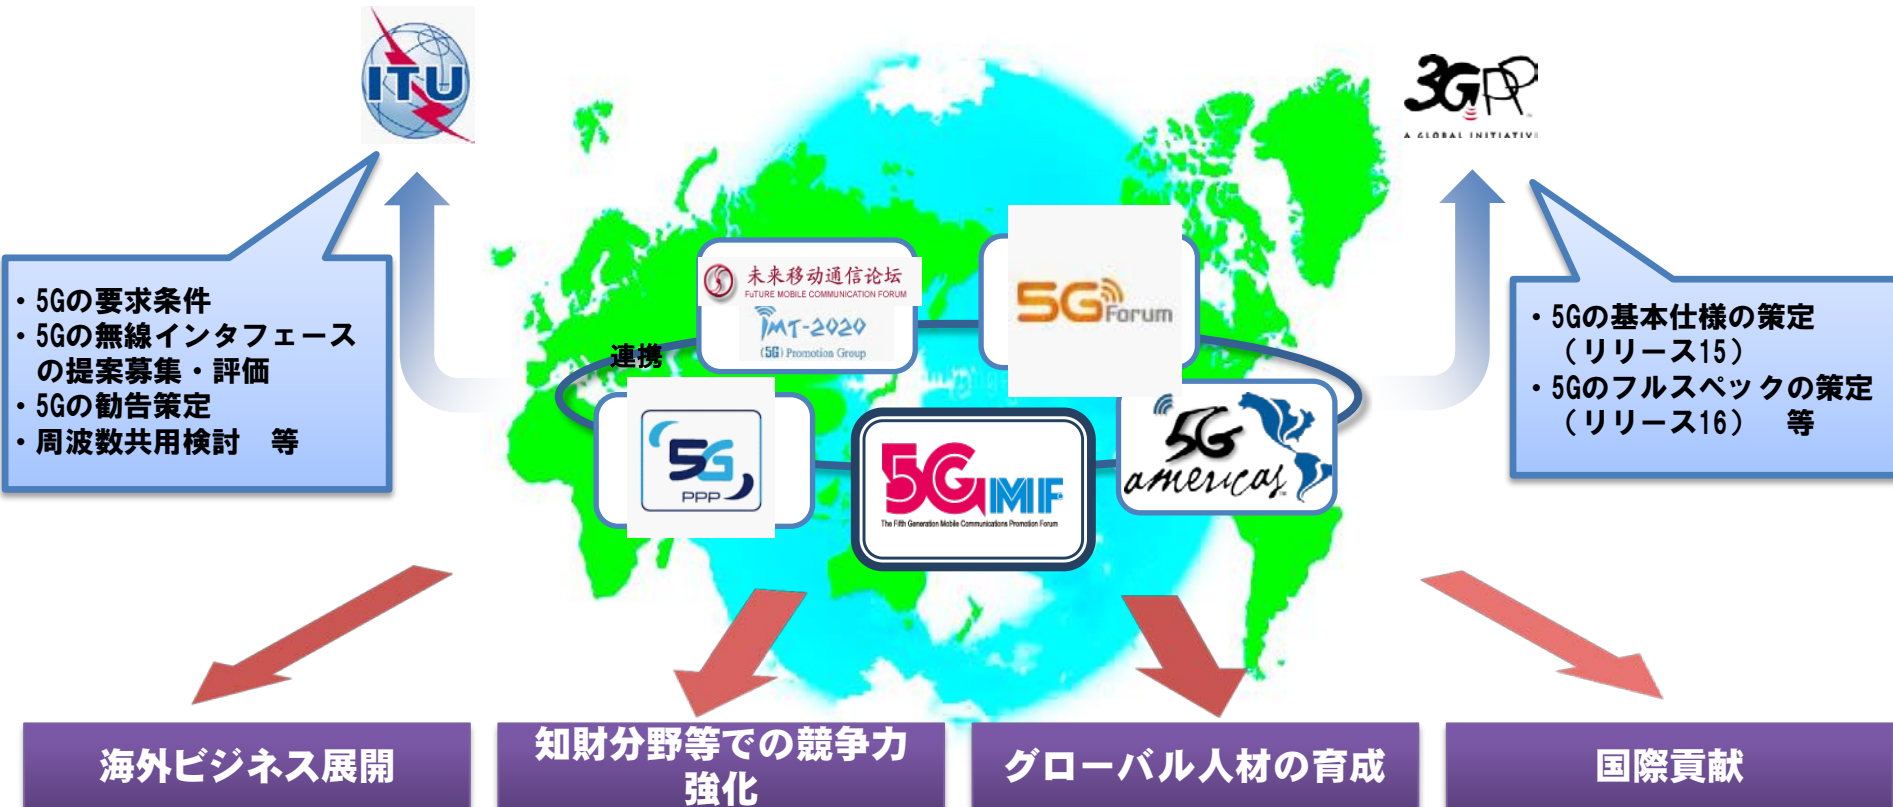 ITU
3GPP
A GLOBAL INITIATIV
・5Gの要求条件
・5Gの無線インタフェース
の提案募集・評価
・5Gの勧告策定
・周波数共用検討　等
未来移动通信论坛
FuTURE MOBILE COMMUNICATION FORUM
IMT-2020
(5G) Promotion Group
5G Forum
・5Gの基本仕様の策定
（リリース15）
・5Gのフルスペックの策定
（リリース16）　等
連携
5G
PPP
5GMF
The Fifth Generation Mobile Communications Promotion Forum
5G
americas
海外ビジネス展開
知財分野等での競争力
強化
グローバル人材の育成
国際貢献